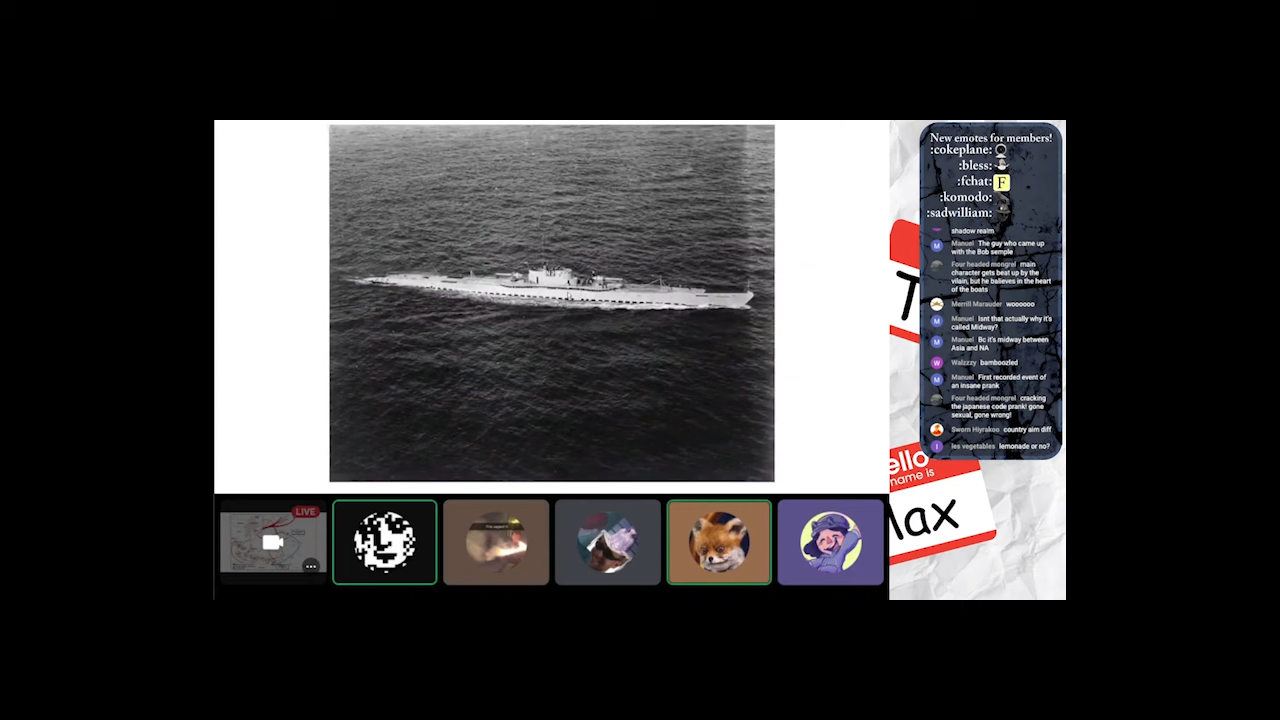 New emotes for members!
:cokeplane:
:bless:
:fchat: F
:komodo:
:sadwilliam:
shadow realm
M Manuel The guy who came up
with the Bob semple
Four headed mongrel main
character gets beat up by the
vilain, but he balieves in the heart
of the boats
Merrill Marauder woooooo
M Manuel Isnt that actually why it's
called Midway?
M Manuel Bc it's midway between
Asia and NA
W Walzzzy bamboozled
M Manuel First recorded event of
an insane prank
Four headed mongrel cracking
the japanese code prank! gone
sexual, gone wrong!
Sworn Hiyrakoo country aim diff
l les vegetables lemonade or no?
ello
name is
lax
LIVE